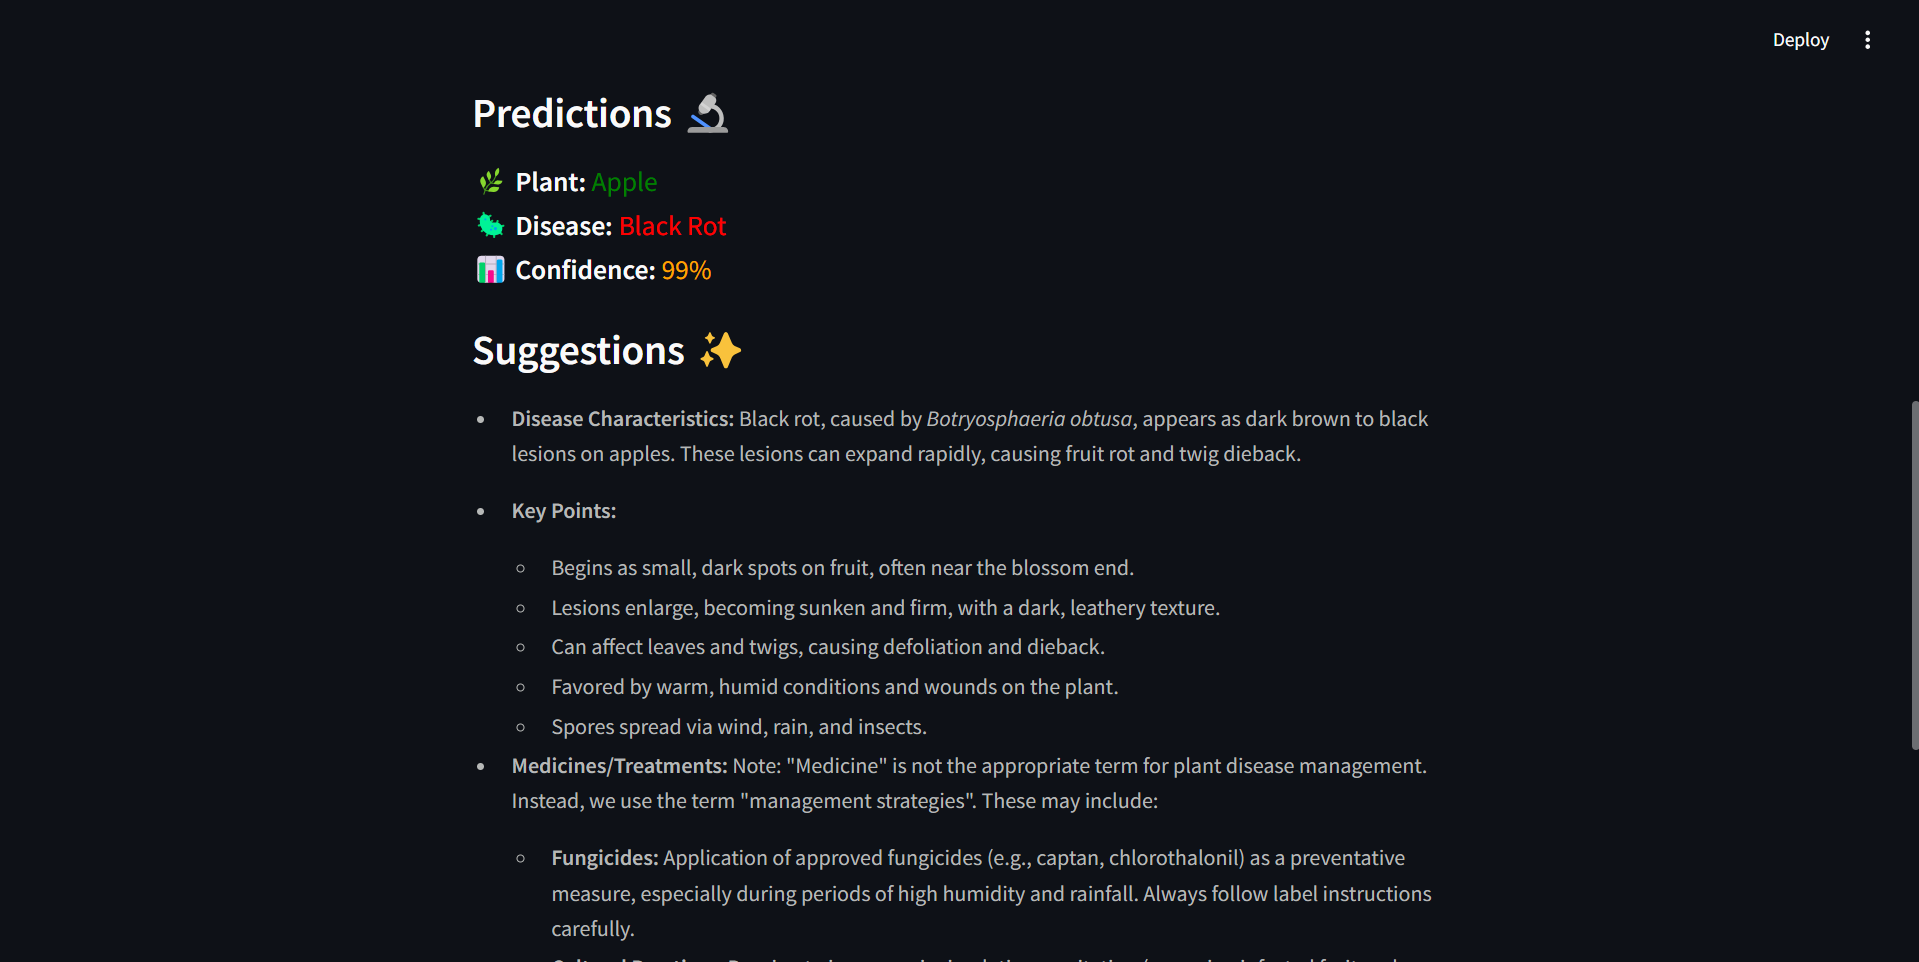 Deploy
Predictions
Plant: Apple
Disease: Black Rot
Confidence: 99%
Suggestions
Disease Characteristics: Black rot, caused by Botryosphaeria obtusa, appears as dark brown to black
lesions on apples. These lesions can expand rapidly, causing fruit rot and twig dieback.
Key Points:
Begins as small, dark spots on fruit, often near the blossom end.
Lesions enlarge, becoming sunken and firm, with a dark, leathery texture.
Can affect leaves and twigs, causing defoliation and dieback.
Favored by warm, humid conditions and wounds on the plant.
Spores spread via wind, rain, and insects.
Medicines/Treatments: Note: "Medicine" is not the appropriate term for plant disease management.
Instead, we use the term "management strategies". These may include:
Fungicides: Application of approved fungicides (e.g., captan, chlorothalonil) as a preventative
measure, especially during periods of high humidity and rainfall. Always follow label instructions
carefully.